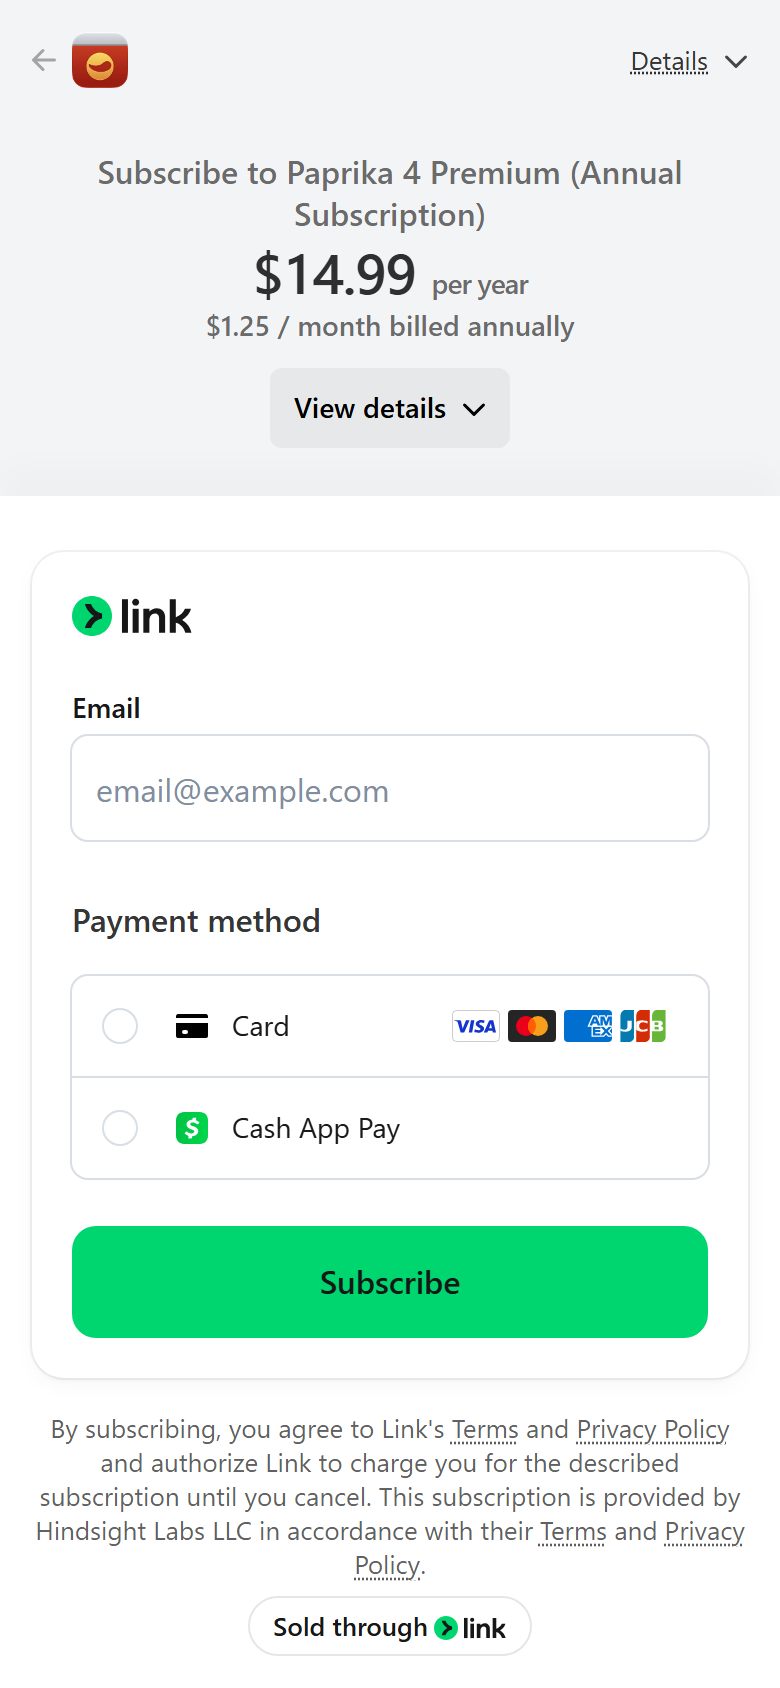 Details
Subscribe to Paprika 4 Premium (Annual
Subscription)
$14.99 per year
$1.25 / month billed annually
View details
link
Email
email@example.com
Payment method
Card VISA AMEX JCB
$ Cash App Pay
Subscribe
By subscribing, you agree to Link's Terms and Privacy Policy
and authorize Link to charge you for the described
subscription until you cancel. This subscription is provided by
Hindsight Labs LLC in accordance with their Terms and Privacy
Policy.
Sold through link